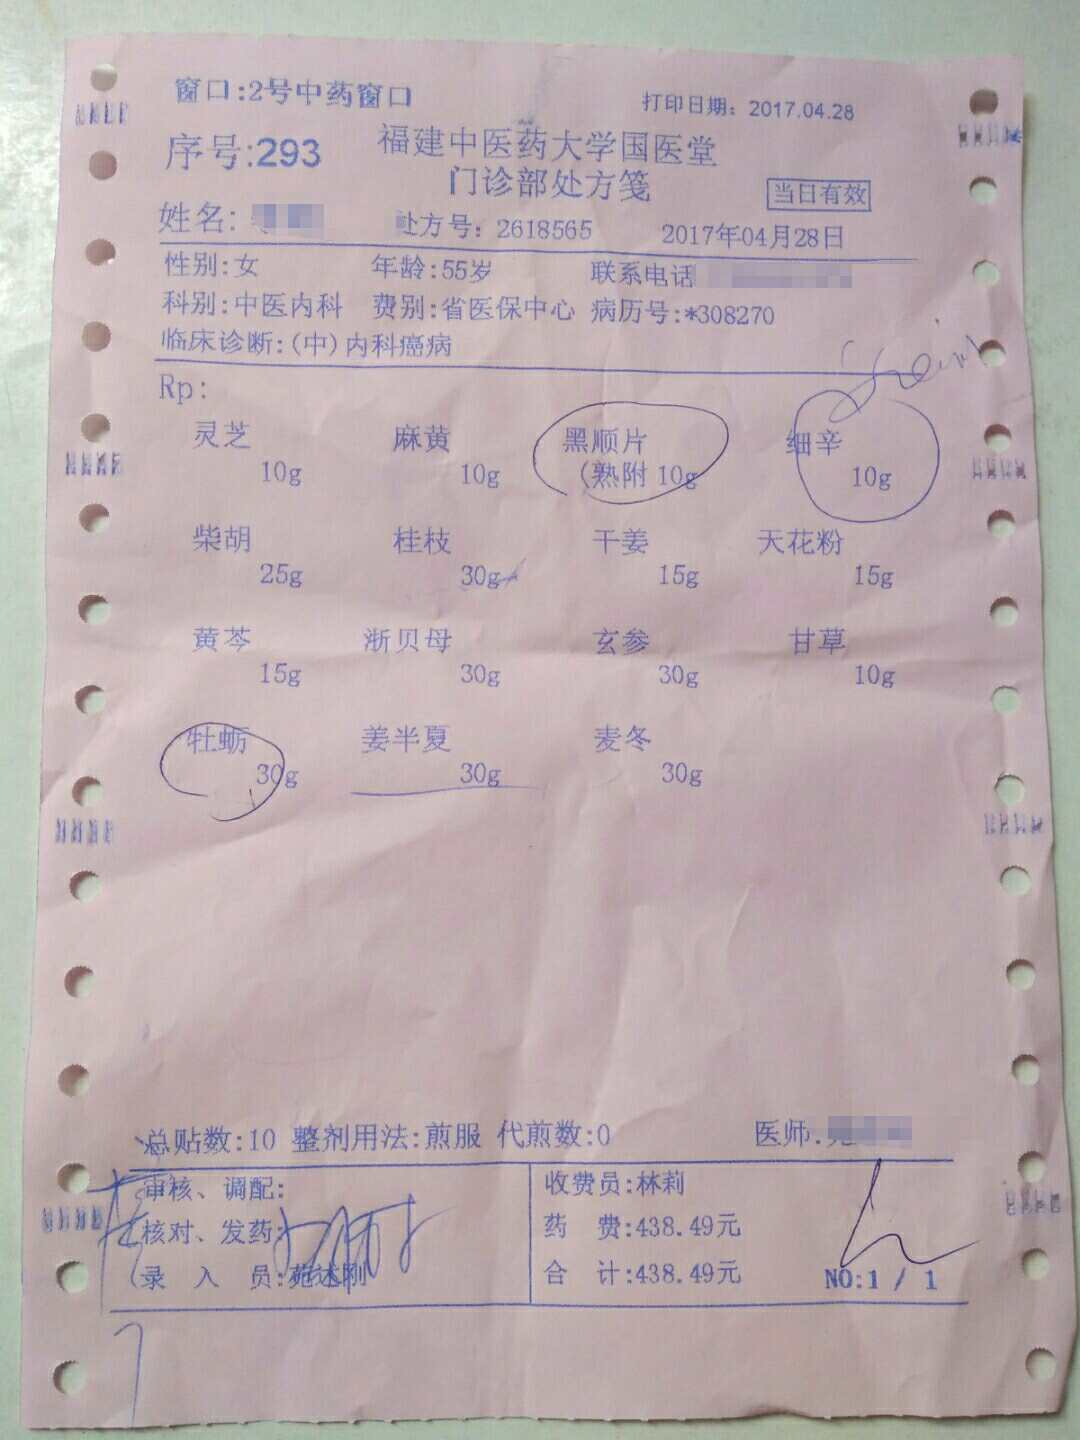 窗口:2号中药窗口
打印日期: 2017.04.28
序号:293
福建中医药大学国医堂
门诊部处方笺
当日有效
姓名:
处方号: 2618565
2017年04月28日
性别:女 年龄:55岁 联系电话
科别:中医内科 费别:省医保中心 病历号:*308270
临床诊断:(中)内科癌病
Rp:
灵芝 麻黄 黑顺片 细辛
10g 10g (熟附 10g 10g
柴胡 桂枝 干姜 天花粉
25g 30g 15g 15g
黄芩 浙贝母 玄参 甘草
15g 30g 30g 10g
牡蛎 姜半夏 麦冬
30g 30g 30g
总贴数:10 整剂用法:煎服 代煎数:0 医师:
审核、调配: 收费员:林莉
核对、发药: 药 费:438.49元
(录 入 员:苑述刚 合 计:438.49元 NO:1 / 1